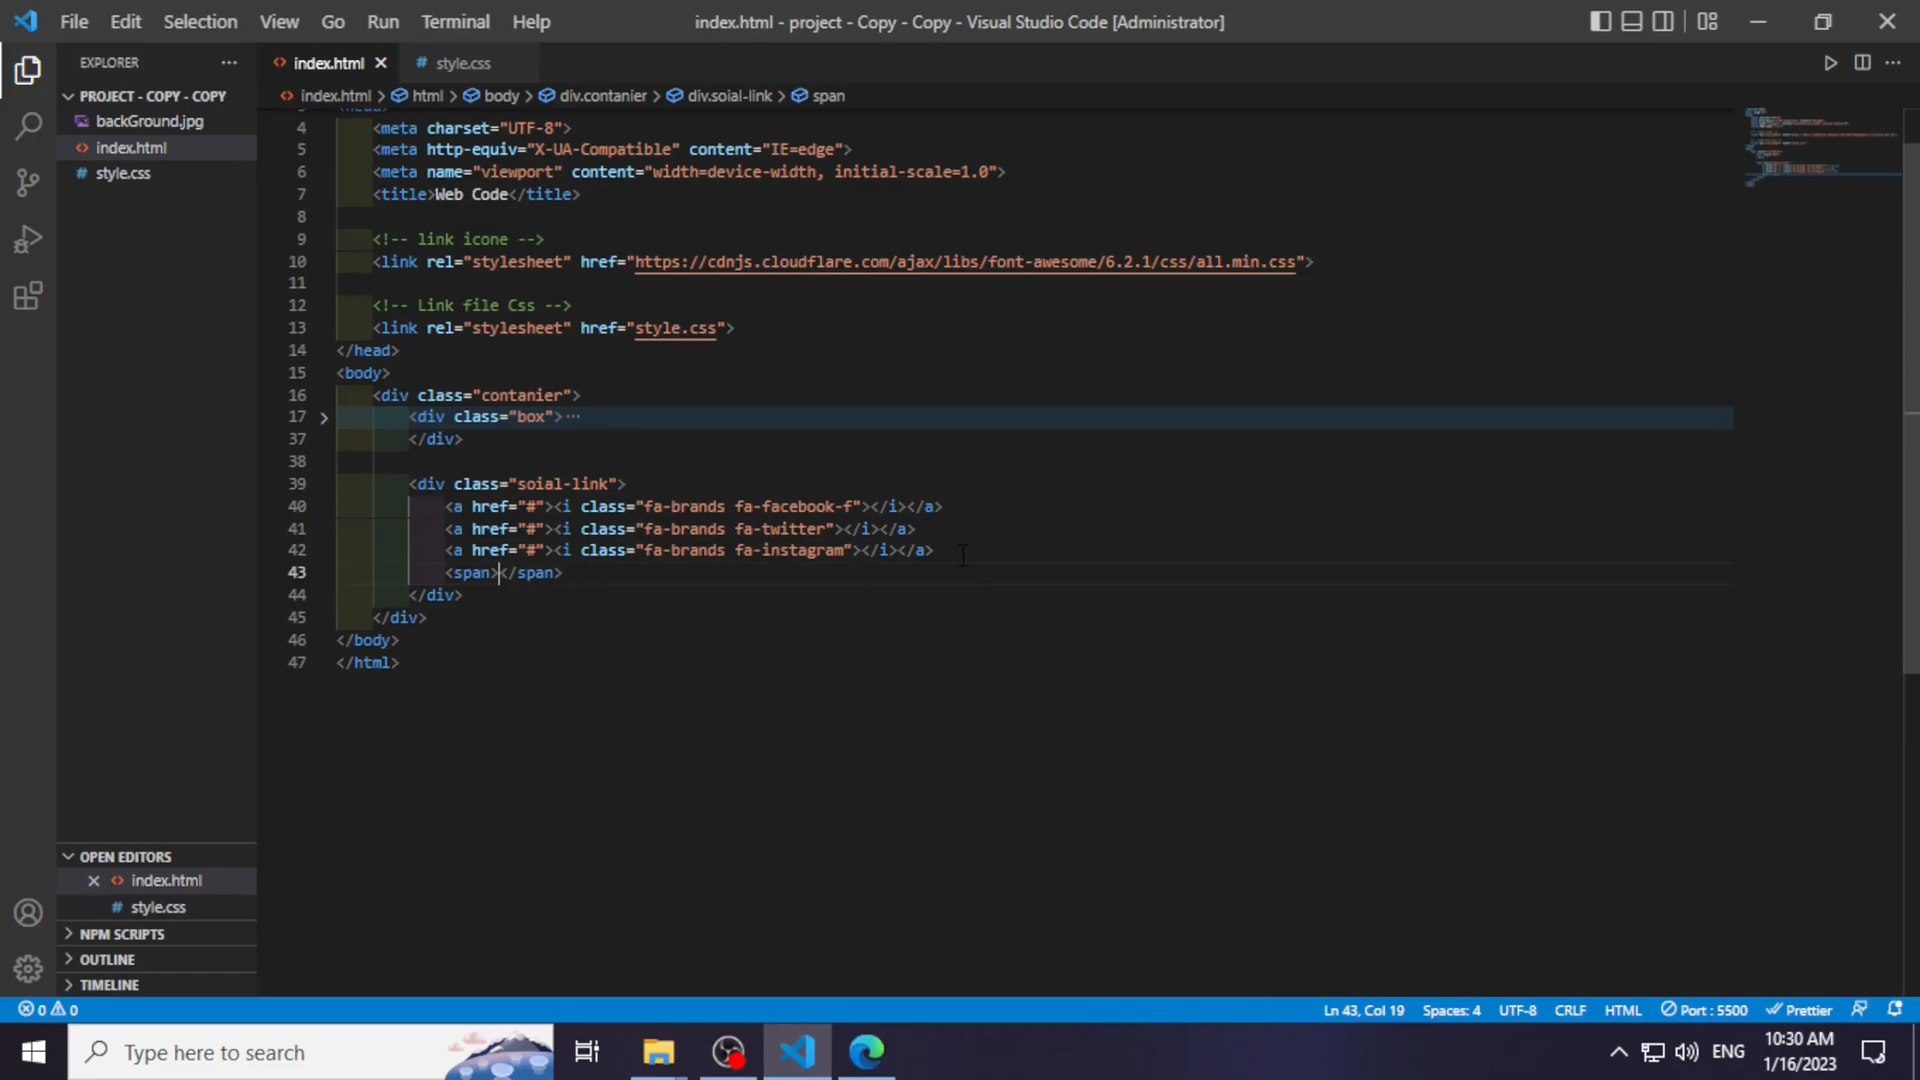 File Edit Selection View Go Run Terminal Help
index.html - project - Copy - Copy - Visual Studio Code [Administrator]
EXPLORER
index.html
style.css
PROJECT - COPY - COPY
backGround.jpg
index.html
style.css
index.html > html > body > div.contanier > div.soial-link > span
4 <meta charset="UTF-8">
5 <meta http-equiv="X-UA-Compatible" content="IE=edge">
6 <meta name="viewport" content="width=device-width, initial-scale=1.0">
7 <title>Web Code</title>
8
9 <!-- link icone -->
10 <link rel="stylesheet" href="https://cdnjs.cloudflare.com/ajax/libs/font-awesome/6.2.1/css/all.min.css">
11
12 <!-- Link file Css -->
13 <link rel="stylesheet" href="style.css">
14 </head>
15 <body>
16 <div class="contanier">
17 <div class="box">…
37 </div>
38
39 <div class="soial-link">
40 <a href="#"><i class="fa-brands fa-facebook-f"></i></a>
41 <a href="#"><i class="fa-brands fa-twitter"></i></a>
42 <a href="#"><i class="fa-brands fa-instagram"></i></a>
43 <span></span>
44 </div>
45 </div>
46 </body>
47 </html>
OPEN EDITORS
index.html
style.css
NPM SCRIPTS
OUTLINE
TIMELINE
0 0
Ln 43, Col 19 Spaces: 4 UTF-8 CRLF HTML Port : 5500 Prettier
Type here to search
ENG
10:30 AM
1/16/2023